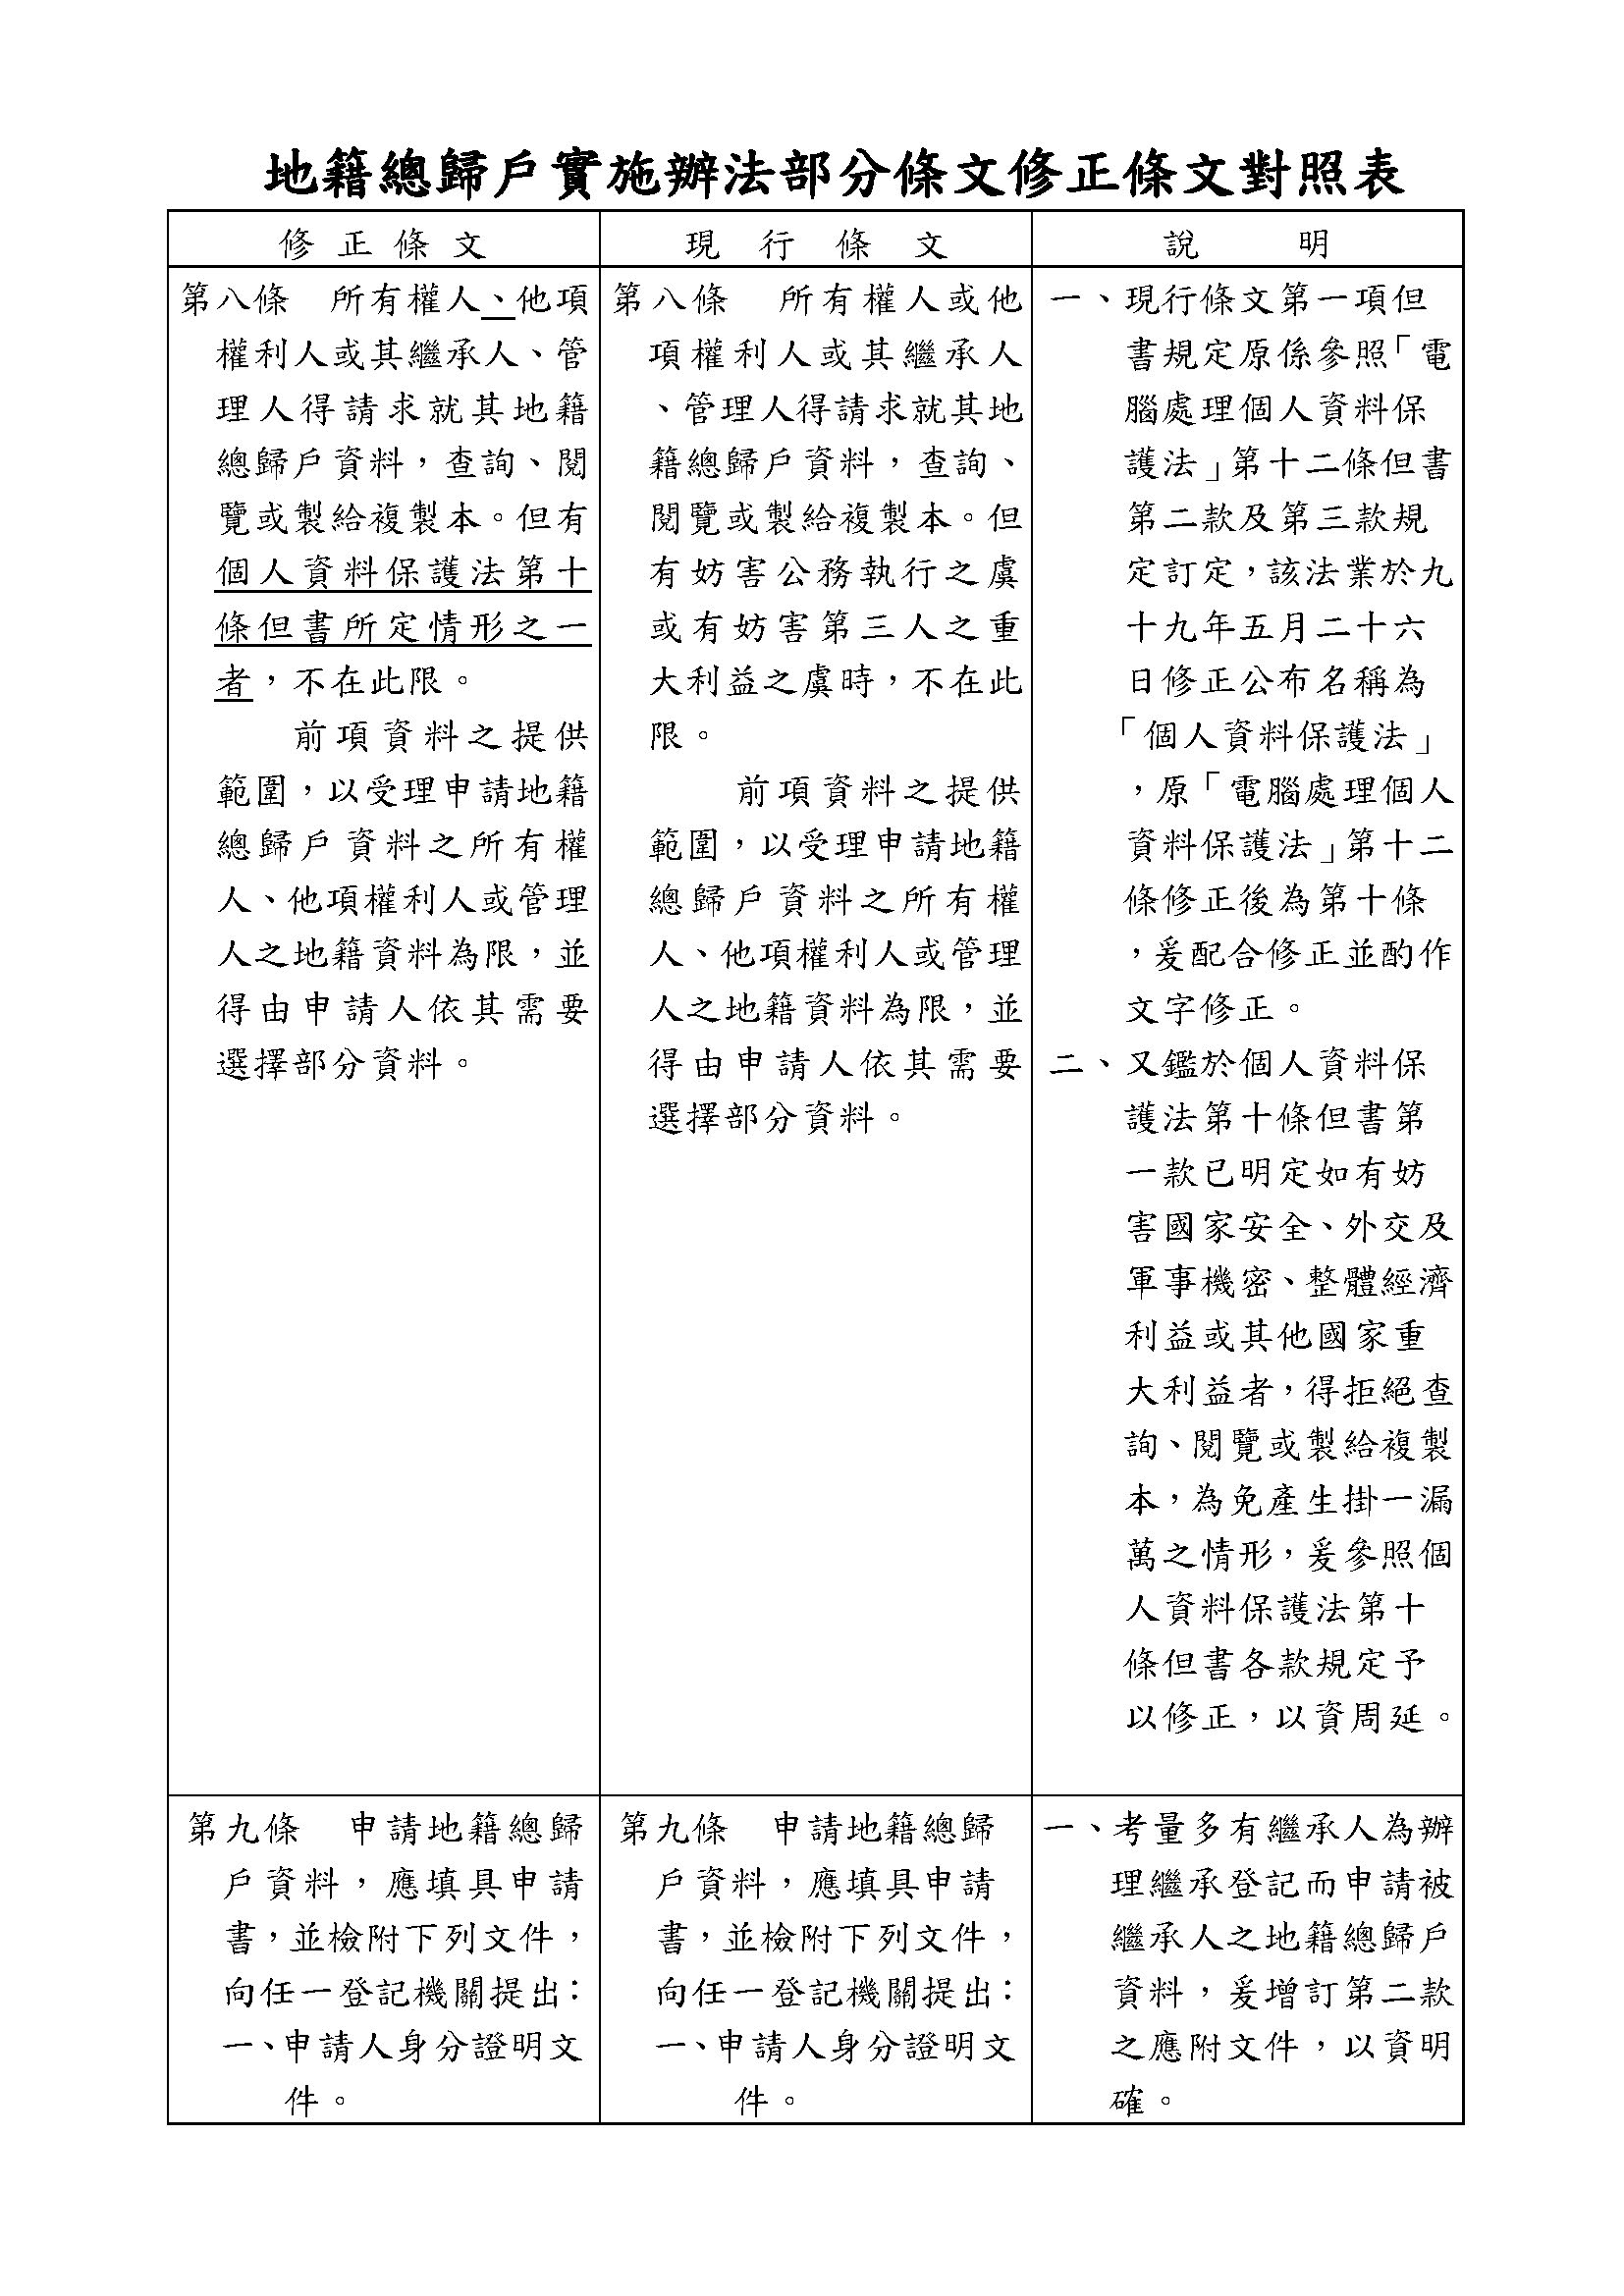 地籍總歸戶實施辦法部分條文修正條文對照表
修正條文
現行條文
說明
第八條　所有權人、他項
權利人或其繼承人、管
理人得請求就其地籍
總歸戶資料，查詢、閱
覽或製給複製本。但有
個人資料保護法第十
條但書所定情形之一
者，不在此限。
前項資料之提供
範圍，以受理申請地籍
總歸戶資料之所有權
人、他項權利人或管理
人之地籍資料為限，並
得由申請人依其需要
選擇部分資料。
第八條　所有權人或他
項權利人或其繼承人
、管理人得請求就其地
籍總歸戶資料，查詢、
閱覽或製給複製本。但
有妨害公務執行之虞
或有妨害第三人之重
大利益之虞時，不在此
限。
前項資料之提供
範圍，以受理申請地籍
總歸戶資料之所有權
人、他項權利人或管理
人之地籍資料為限，並
得由申請人依其需要
選擇部分資料。
一、現行條文第一項但
書規定原係參照「電
腦處理個人資料保
護法」第十二條但書
第二款及第三款規
定訂定，該法業於九
十九年五月二十六
日修正公布名稱為
「個人資料保護法」
，原「電腦處理個人
資料保護法」第十二
條修正後為第十條
，爰配合修正並酌作
文字修正。
二、又鑑於個人資料保
護法第十條但書第
一款已明定如有妨
害國家安全、外交及
軍事機密、整體經濟
利益或其他國家重
大利益者，得拒絕查
詢、閱覽或製給複製
本，為免產生掛一漏
萬之情形，爰參照個
人資料保護法第十
條但書各款規定予
以修正，以資周延。
第九條　申請地籍總歸
戶資料，應填具申請
書，並檢附下列文件，
向任一登記機關提出：
一、申請人身分證明文
件。
第九條　申請地籍總歸
戶資料，應填具申請
書，並檢附下列文件，
向任一登記機關提出：
一、申請人身分證明文
件。
一、考量多有繼承人為辦
理繼承登記而申請被
繼承人之地籍總歸戶
資料，爰增訂第二款
之應附文件，以資明
確。